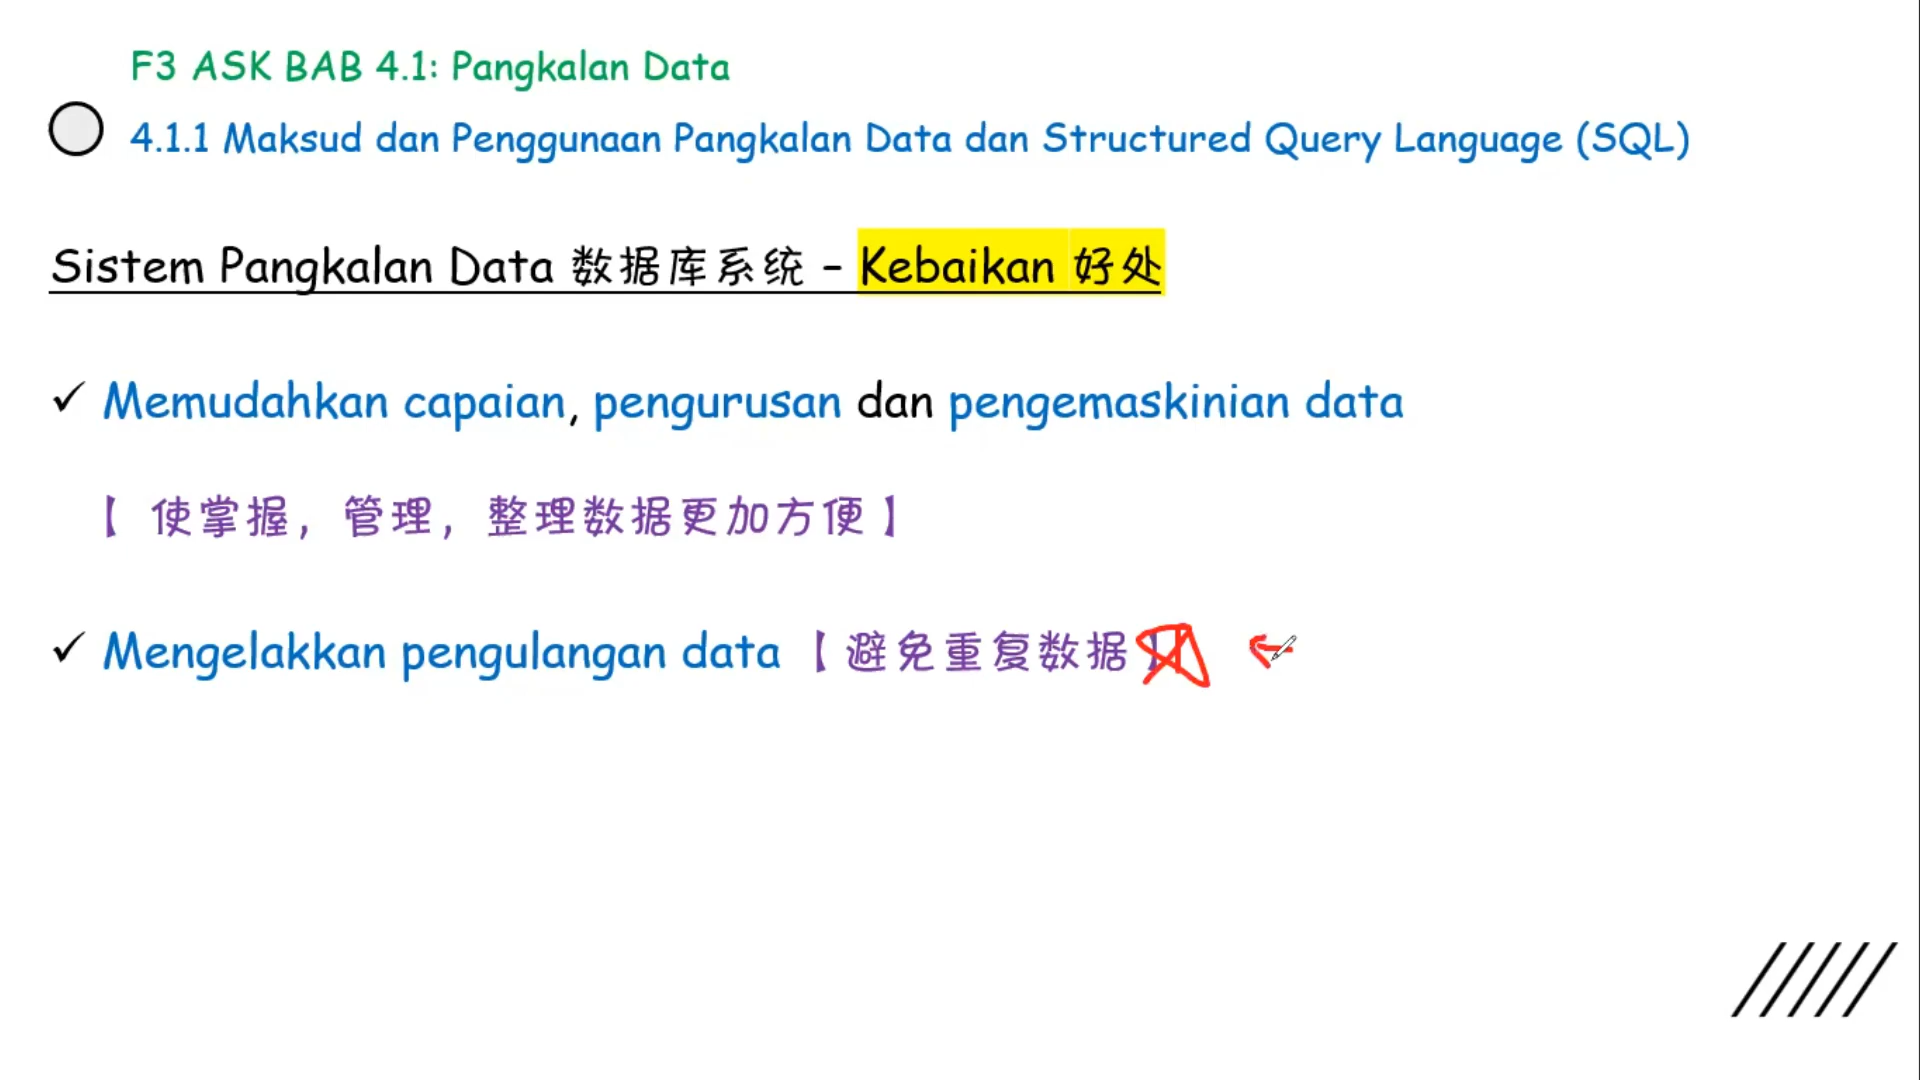 F3 ASK BAB 4.1: Pangkalan Data
4.1.1 Maksud dan Penggunaan Pangkalan Data dan Structured Query Language (SQL)
Sistem Pangkalan Data 数据库系统 – Kebaikan 好处
✓ Memudahkan capaian, pengurusan dan pengemaskinian data
【 使掌握，管理，整理数据更加方便】
✓ Mengelakkan pengulangan data 【避免重复数据】